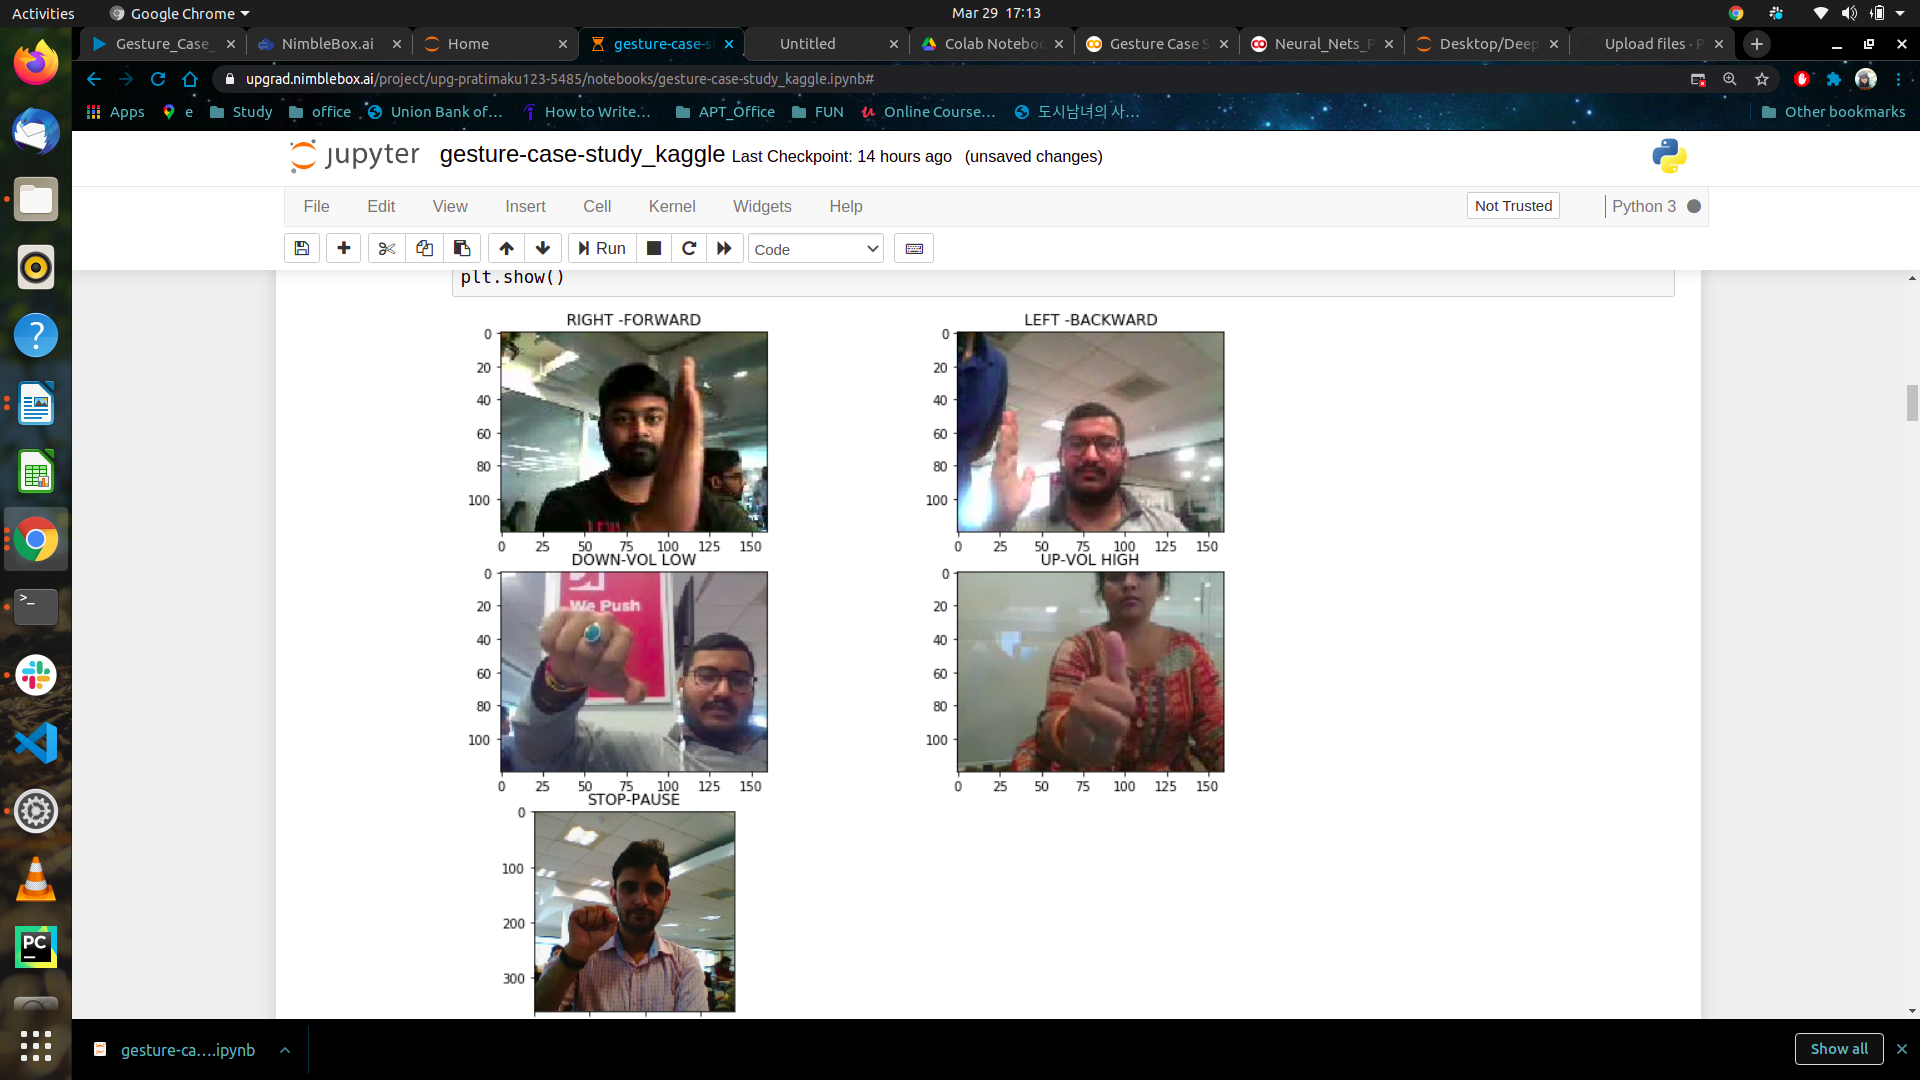 Activities
Google Chrome
Mar 29 17:13
Gesture_Case_
NimbleBox.ai
Home
gesture-case-s
Untitled
Colab Noteboo
Gesture Case S
Neural_Nets_P
Desktop/Deep
Upload files · P
upgrad.nimblebox.ai/project/upg-pratimaku123-5485/notebooks/gesture-case-study_kaggle.ipynb#
Apps
e
Study
office
Union Bank of…
How to Write…
APT_Office
FUN
Online Course…
도시남녀의 사…
Other bookmarks
jupyter
gesture-case-study_kaggle Last Checkpoint: 14 hours ago (unsaved changes)
File Edit View Insert Cell Kernel Widgets Help
Not Trusted
Python 3
Run
Code
plt.show()
RIGHT -FORWARD
0
20
40
60
80
100
0 25 50 75 100 125 150
LEFT -BACKWARD
0
20
40
60
80
100
0 25 50 75 100 125 150
DOWN-VOL LOW
We Push
0
20
40
60
80
100
0 25 50 75 100 125 150
UP-VOL HIGH
0
20
40
60
80
100
0 25 50 75 100 125 150
STOP-PAUSE
0
100
200
300
PC
gesture-ca....ipynb
Show all